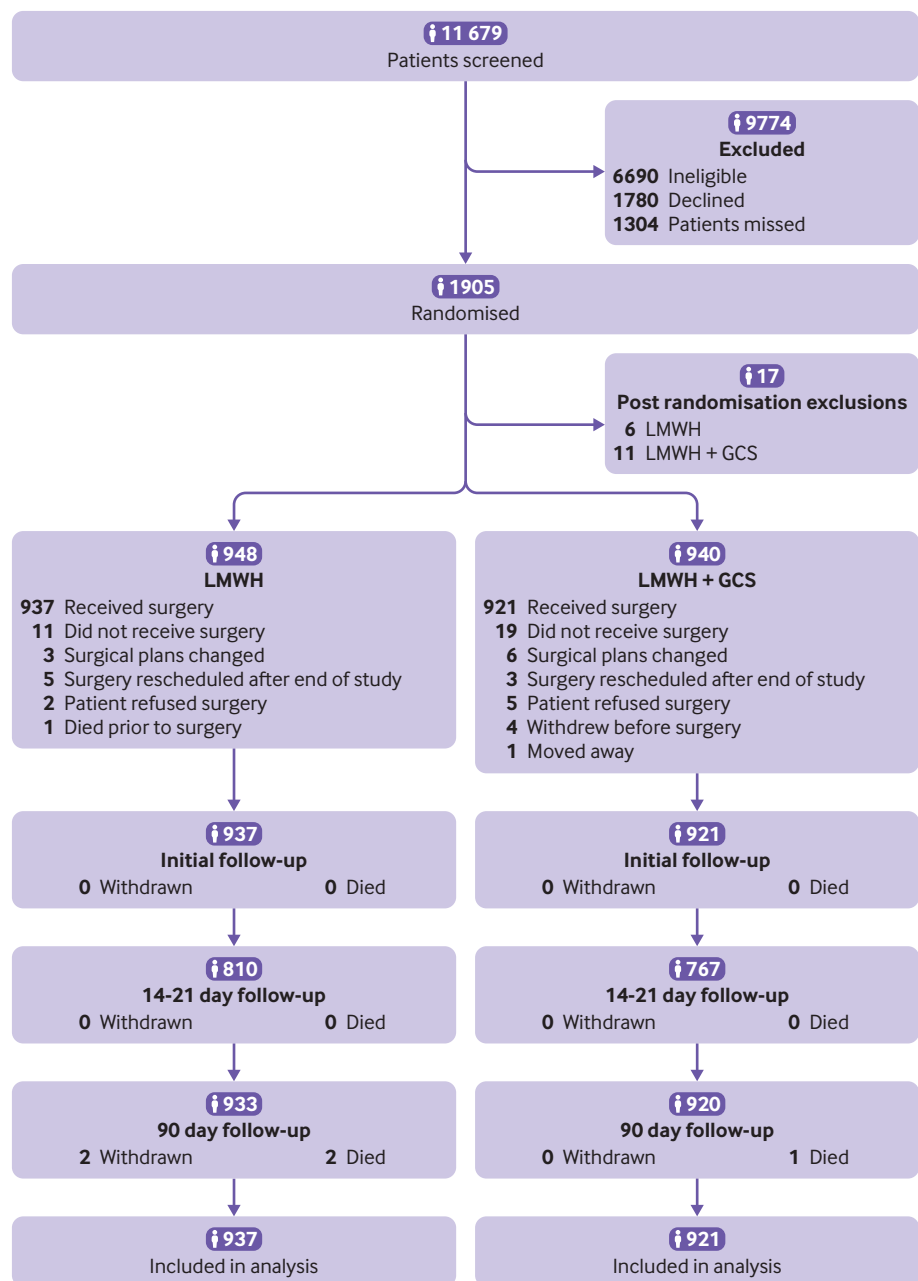 11 679
Patients screened
9774
Excluded
6690 Ineligible
1780 Declined
1304 Patients missed
1905
Randomised
17
Post randomisation exclusions
6 LMWH
11 LMWH + GCS
948
LMWH
937 Received surgery
11 Did not receive surgery
3 Surgical plans changed
5 Surgery rescheduled after end of study
2 Patient refused surgery
1 Died prior to surgery
940
LMWH + GCS
921 Received surgery
19 Did not receive surgery
6 Surgical plans changed
3 Surgery rescheduled after end of study
5 Patient refused surgery
4 Withdrew before surgery
1 Moved away
937
Initial follow-up
0 Withdrawn 0 Died
921
Initial follow-up
0 Withdrawn 0 Died
810
14-21 day follow-up
0 Withdrawn 0 Died
767
14-21 day follow-up
0 Withdrawn 0 Died
933
90 day follow-up
2 Withdrawn 2 Died
920
90 day follow-up
0 Withdrawn 1 Died
937
Included in analysis
921
Included in analysis